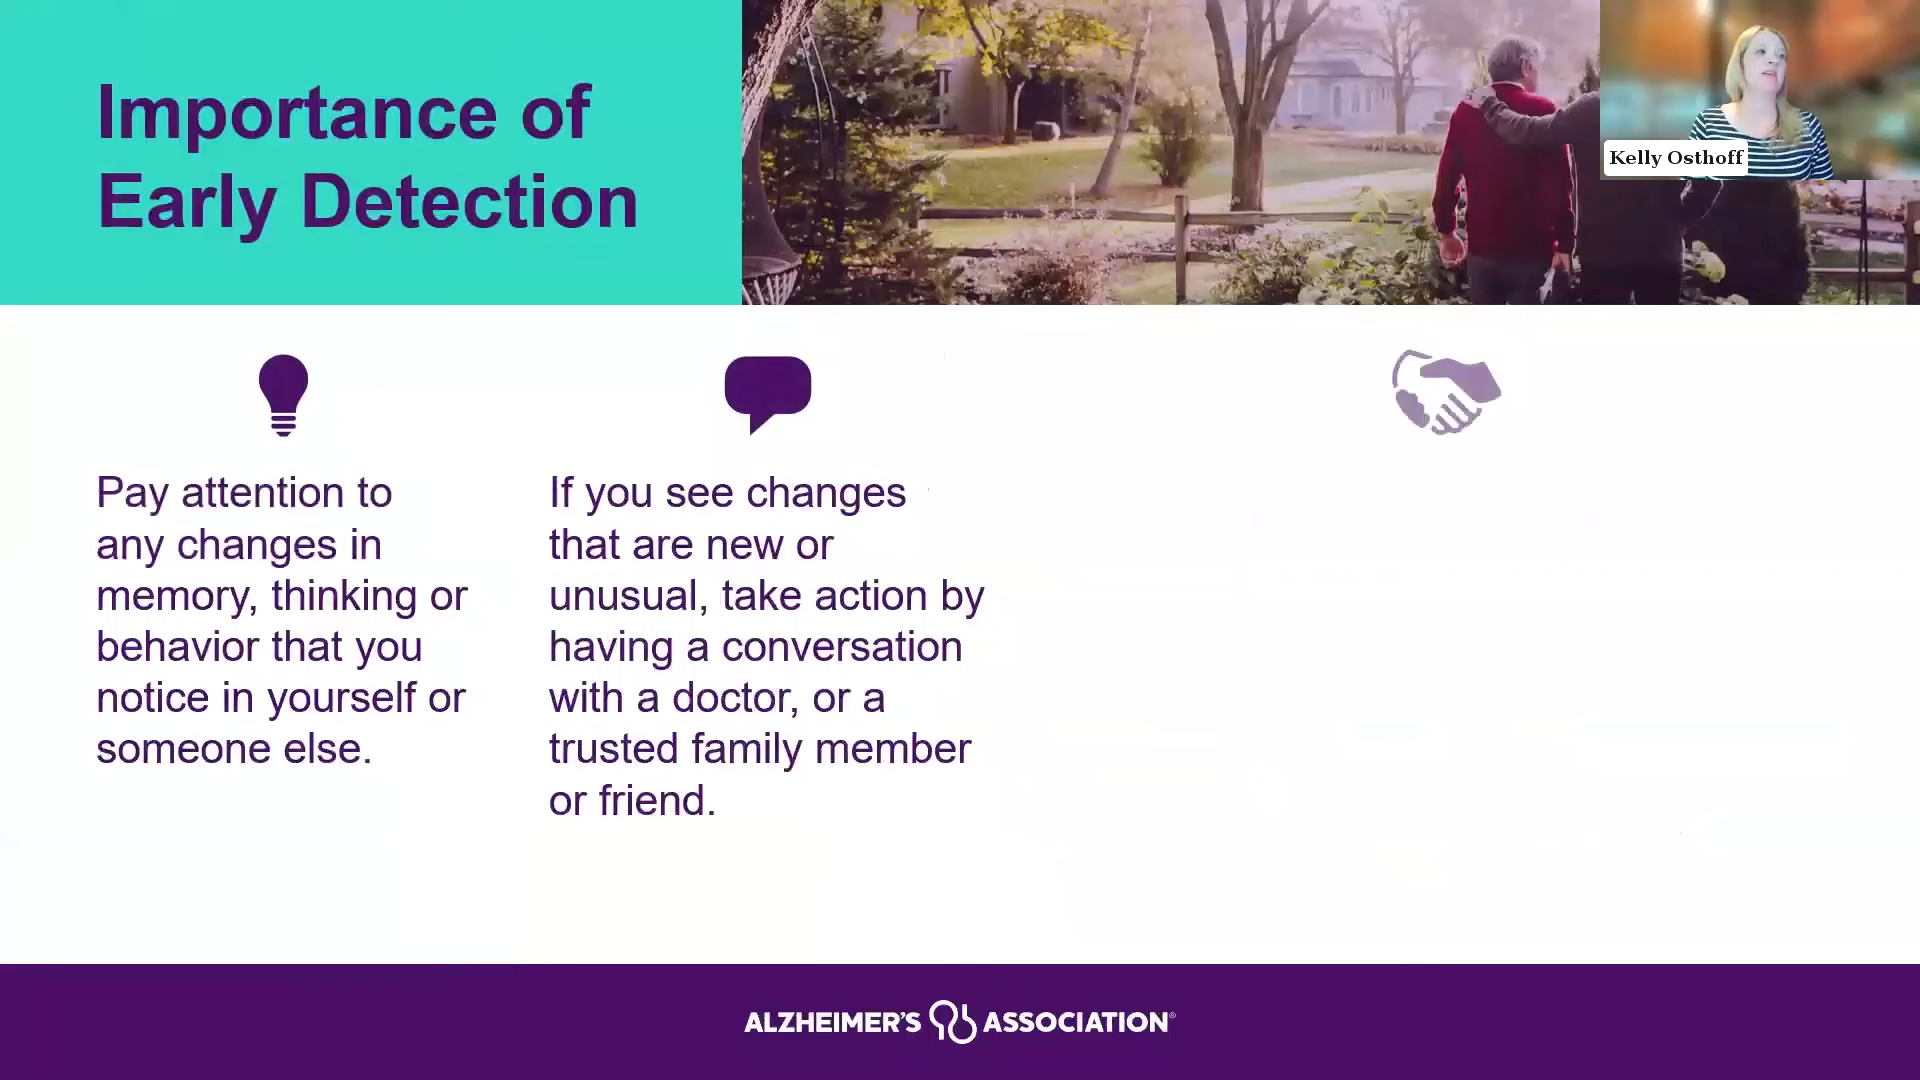 Importance of
Early Detection
Kelly Osthoff
Pay attention to
any changes in
memory, thinking or
behavior that you
notice in yourself or
someone else.
If you see changes
that are new or
unusual, take action by
having a conversation
with a doctor, or a
trusted family member
or friend.
ALZHEIMER'S ASSOCIATION®